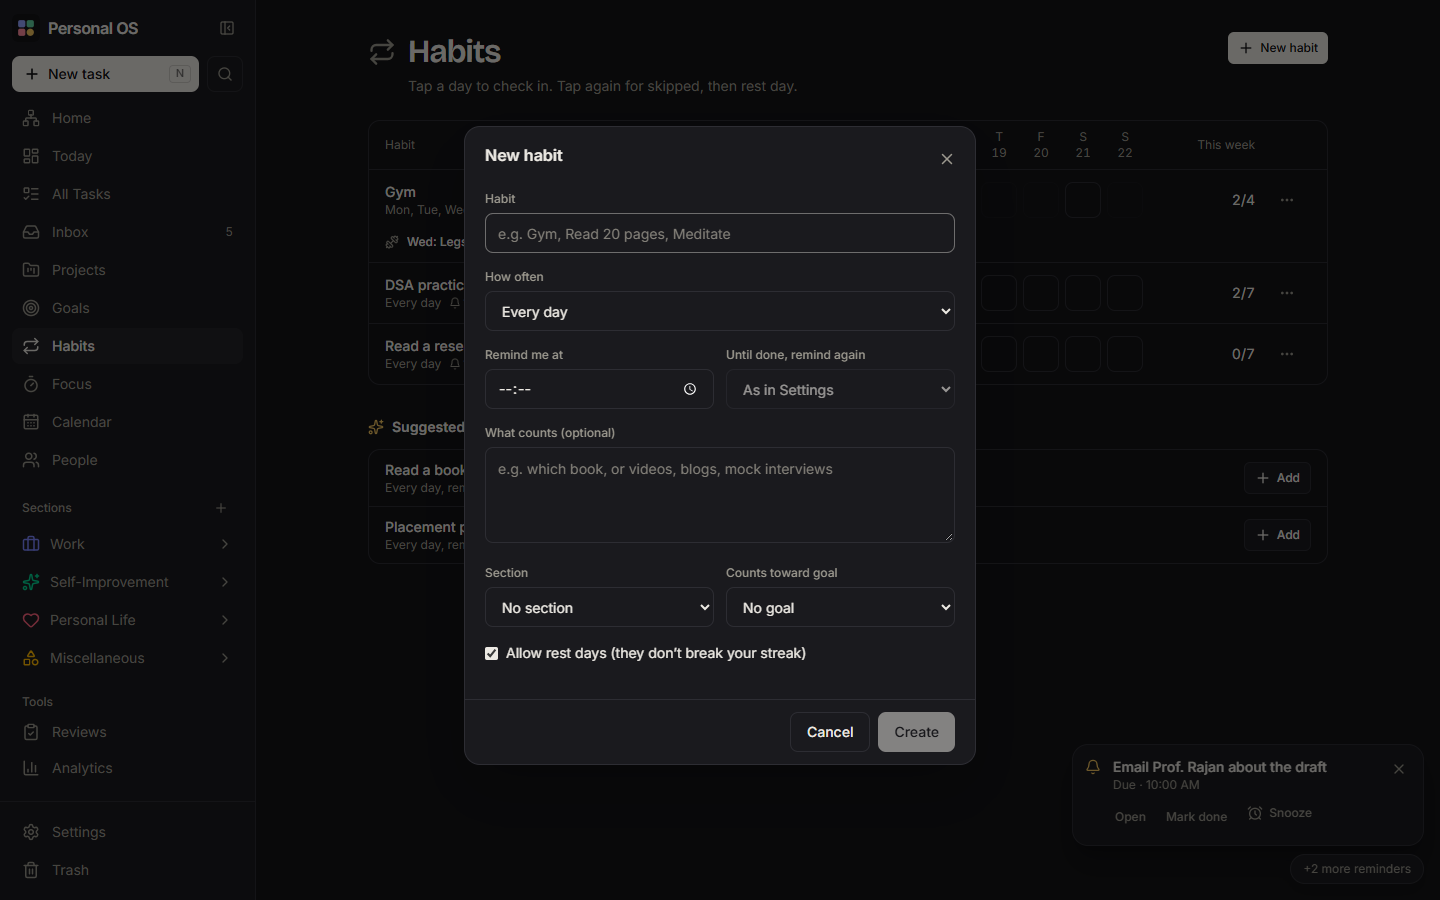 Personal OS
New task
N
Home
Today
All Tasks
Inbox
5
Projects
Goals
Habits
Focus
Calendar
People
Sections
Work
Self-Improvement
Personal Life
Miscellaneous
Tools
Reviews
Analytics
Settings
Trash
Habits
Tap a day to check in. Tap again for skipped, then rest day.
New habit
Habit
T
19
F
20
S
21
S
22
This week
Gym
Mon, Tue,
2/4
Wed:
DSA
Every day
2/7
Read a
Every day
0/7
Suggested
Read a book
Every day,
Add
Placement
Every day,
Add
New habit
Habit
e.g. Gym, Read 20 pages, Meditate
How often
Every day
Remind me at
Until done, remind again
--:--
As in Settings
What counts (optional)
e.g. which book, or videos, blogs, mock interviews
Section
Counts toward goal
No section
No goal
Allow rest days (they don’t break your streak)
Cancel
Create
Email Prof. Rajan about the draft
Due · 10:00 AM
Open
Mark done
Snooze
+2 more reminders